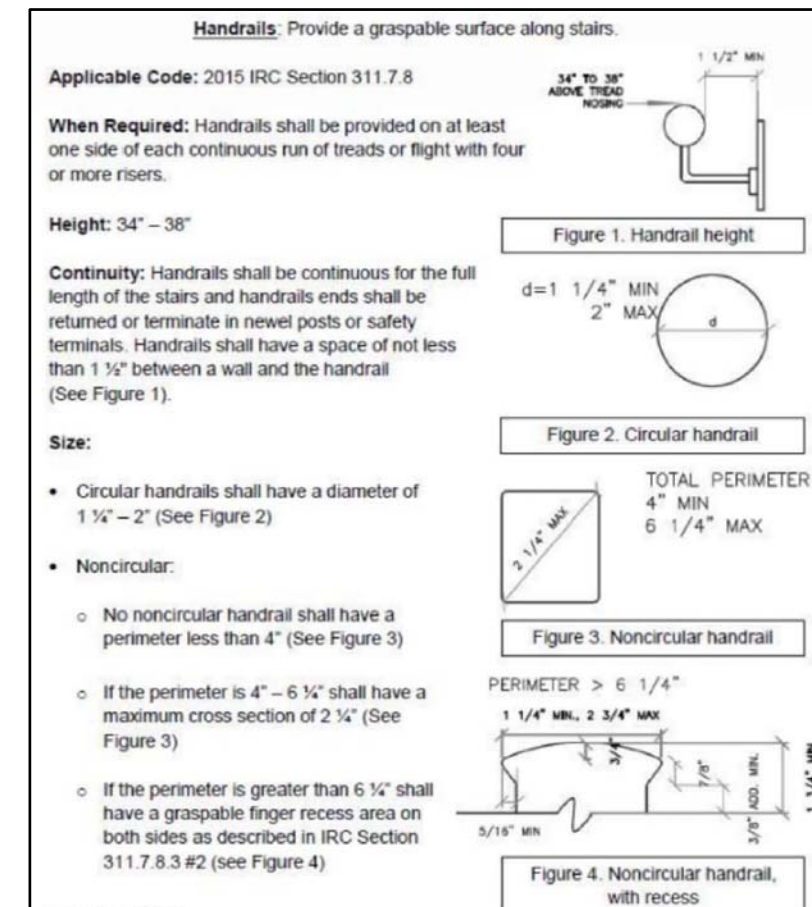 Handrails: Provide a graspable surface along stairs.
Applicable Code: 2015 IRC Section 311.7.8
When Required: Handrails shall be provided on at least
one side of each continuous run of treads or flight with four
or more risers.
Height: 34" – 38"
Continuity: Handrails shall be continuous for the full
length of the stairs and handrails ends shall be
returned or terminate in newel posts or safety
terminals. Handrails shall have a space of not less
than 1 ½" between a wall and the handrail
(See Figure 1).
Size:
• Circular handrails shall have a diameter of
1 ¼" – 2" (See Figure 2)
• Noncircular:
o No noncircular handrail shall have a
perimeter less than 4" (See Figure 3)
o If the perimeter is 4" – 6 ¼" shall have a
maximum cross section of 2 ¼" (See
Figure 3)
o If the perimeter is greater than 6 ¼" shall
have a graspable finger recess area on
both sides as described in IRC Section
311.7.8.3 #2 (see Figure 4)
1 1/2" MIN
34" TO 38"
ABOVE TREAD
NOSING
Figure 1. Handrail height
d=1 1/4" MIN
2" MAX
d
Figure 2. Circular handrail
TOTAL PERIMETER
4" MIN
6 1/4" MAX
2 1/4" MAX
Figure 3. Noncircular handrail
PERIMETER > 6 1/4"
1 1/4" MIN., 2 3/4" MAX
3/4"
7/8"
3/8" ADD. MIN.
1 1/4" MIN
5/16" MIN
Figure 4. Noncircular handrail,
with recess